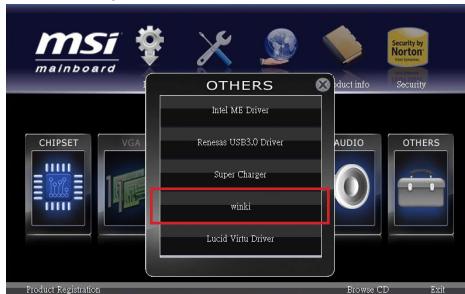 msi
mainboard
Security by
Norton
oduct info
Security
OTHERS
Intel ME Driver
Renesas USB3.0 Driver
Super Charger
winki
Lucid Virtu Driver
CHIPSET
VGA
AUDIO
OTHERS
Product Registration
Browse CD
Exit